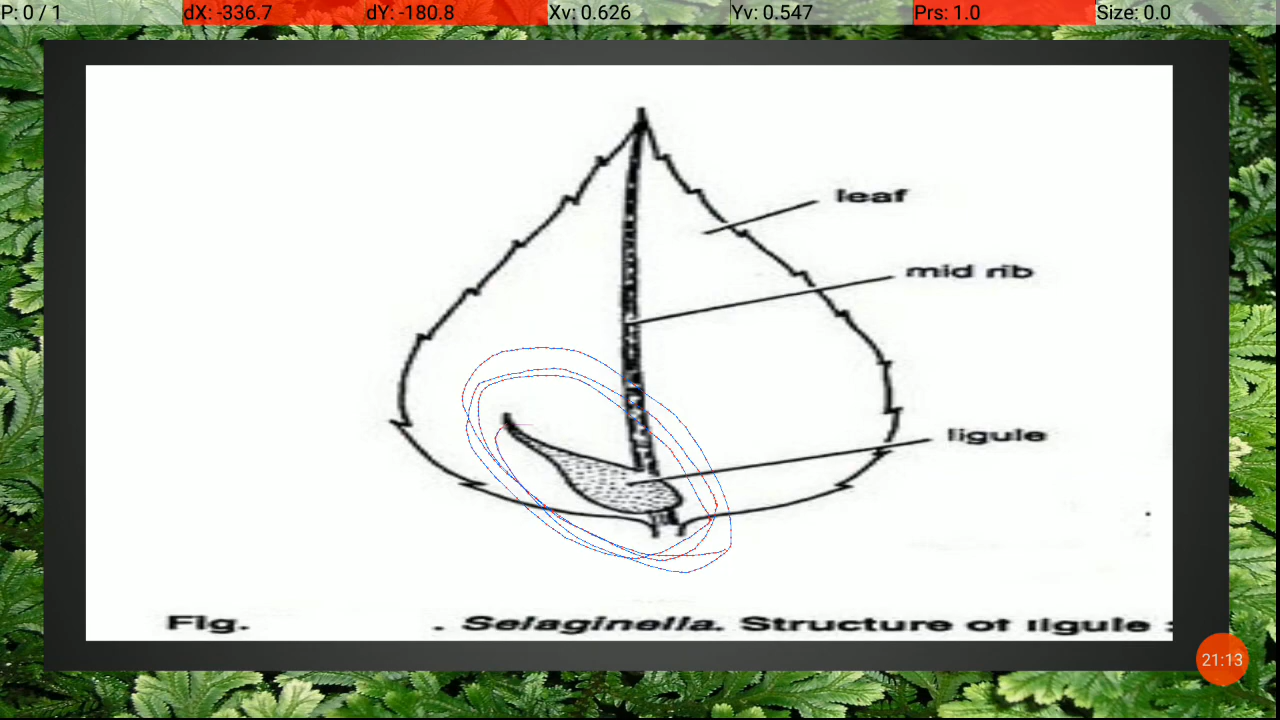 P: 0 / 1 dX: -336.7 dY: -180.8 Xv: 0.626 Yv: 0.547 Prs: 1.0 Size: 0.0
leaf
mid rib
ligule
Fig. . Selaginella. Structure of ligule :
21:13